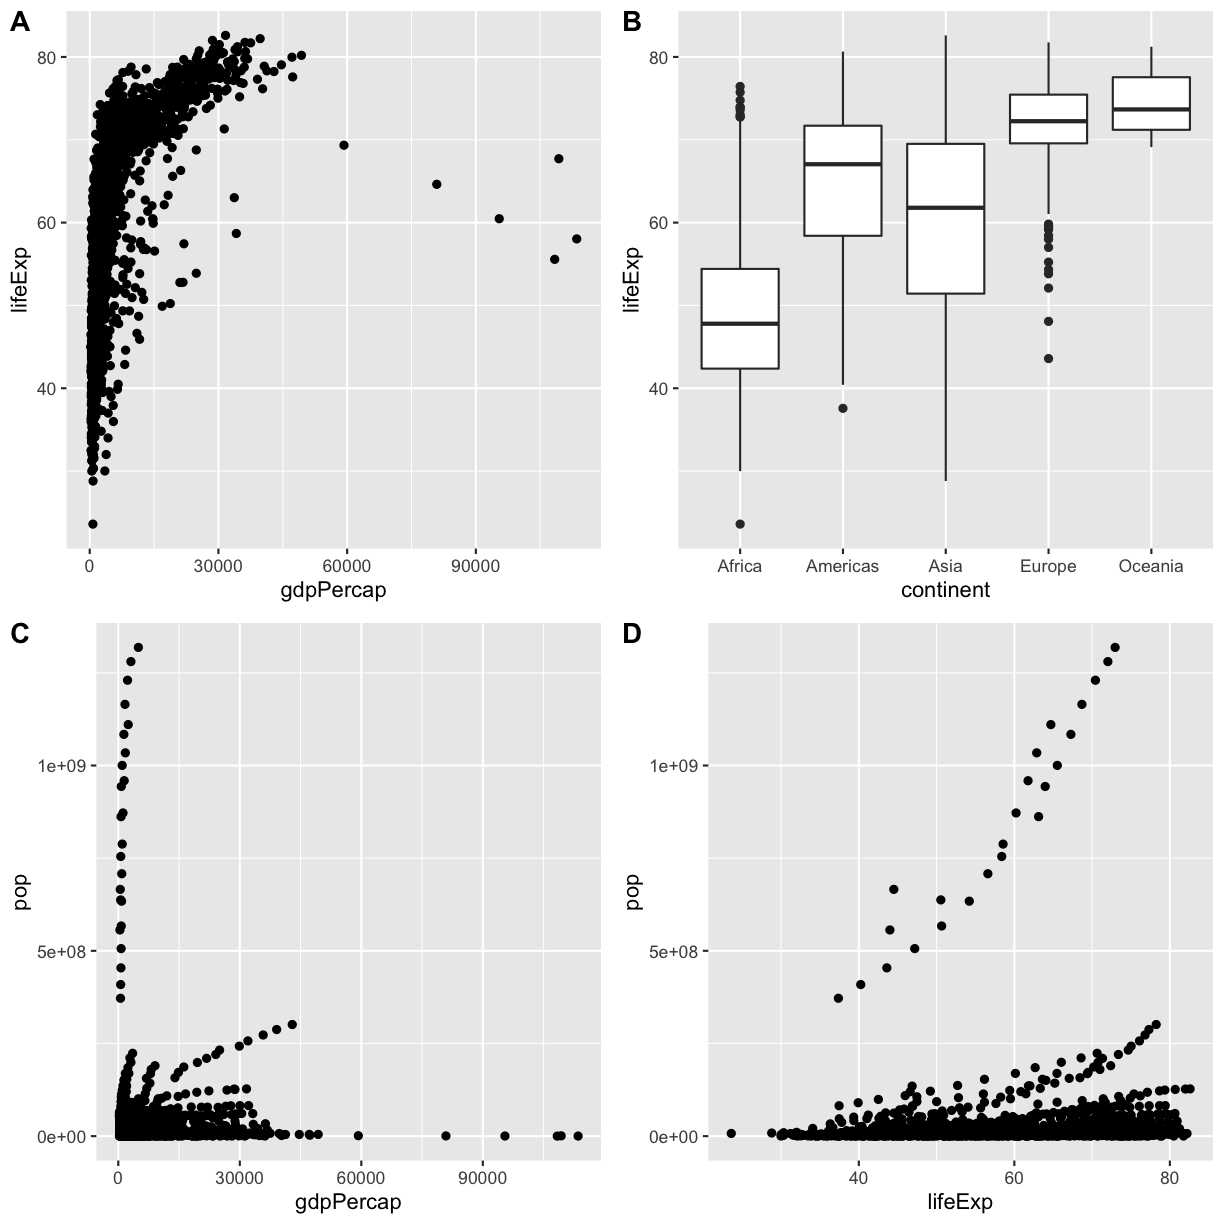 A
80
60
40
lifeExp
0 30000 60000 90000
gdpPercap
B
80
60
40
lifeExp
Africa Americas Asia Europe Oceania
continent
C
1e+09
5e+08
0e+00
pop
0 30000 60000 90000
gdpPercap
D
1e+09
5e+08
0e+00
pop
40 60 80
lifeExp